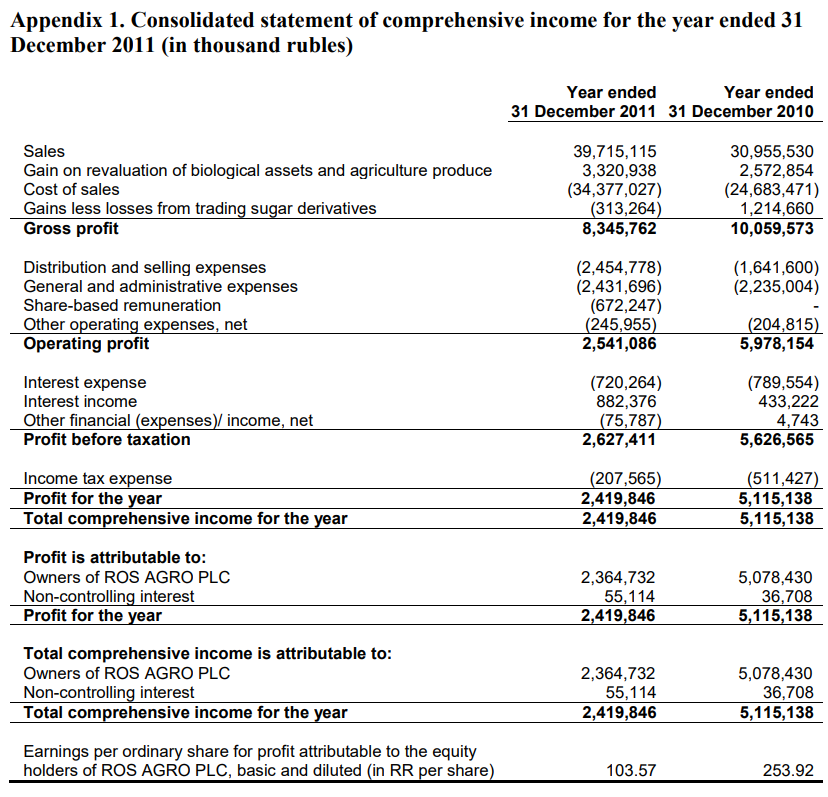 Appendix 1. Consolidated statement of comprehensive income for the year ended 31
December 2011 (in thousand rubles)
Year ended Year ended
31 December 2011 31 December 2010
Sales 39,715,115 30,955,530
Gain on revaluation of biological assets and agriculture produce 3,320,938 2,572,854
Cost of sales (34,377,027) (24,683,471)
Gains less losses from trading sugar derivatives (313,264) 1,214,660
Gross profit 8,345,762 10,059,573
Distribution and selling expenses (2,454,778) (1,641,600)
General and administrative expenses (2,431,696) (2,235,004)
Share-based remuneration (672,247) -
Other operating expenses, net (245,955) (204,815)
Operating profit 2,541,086 5,978,154
Interest expense (720,264) (789,554)
Interest income 882,376 433,222
Other financial (expenses)/ income, net (75,787) 4,743
Profit before taxation 2,627,411 5,626,565
Income tax expense (207,565) (511,427)
Profit for the year 2,419,846 5,115,138
Total comprehensive income for the year 2,419,846 5,115,138
Profit is attributable to:
Owners of ROS AGRO PLC 2,364,732 5,078,430
Non-controlling interest 55,114 36,708
Profit for the year 2,419,846 5,115,138
Total comprehensive income is attributable to:
Owners of ROS AGRO PLC 2,364,732 5,078,430
Non-controlling interest 55,114 36,708
Total comprehensive income for the year 2,419,846 5,115,138
Earnings per ordinary share for profit attributable to the equity
holders of ROS AGRO PLC, basic and diluted (in RR per share) 103.57 253.92